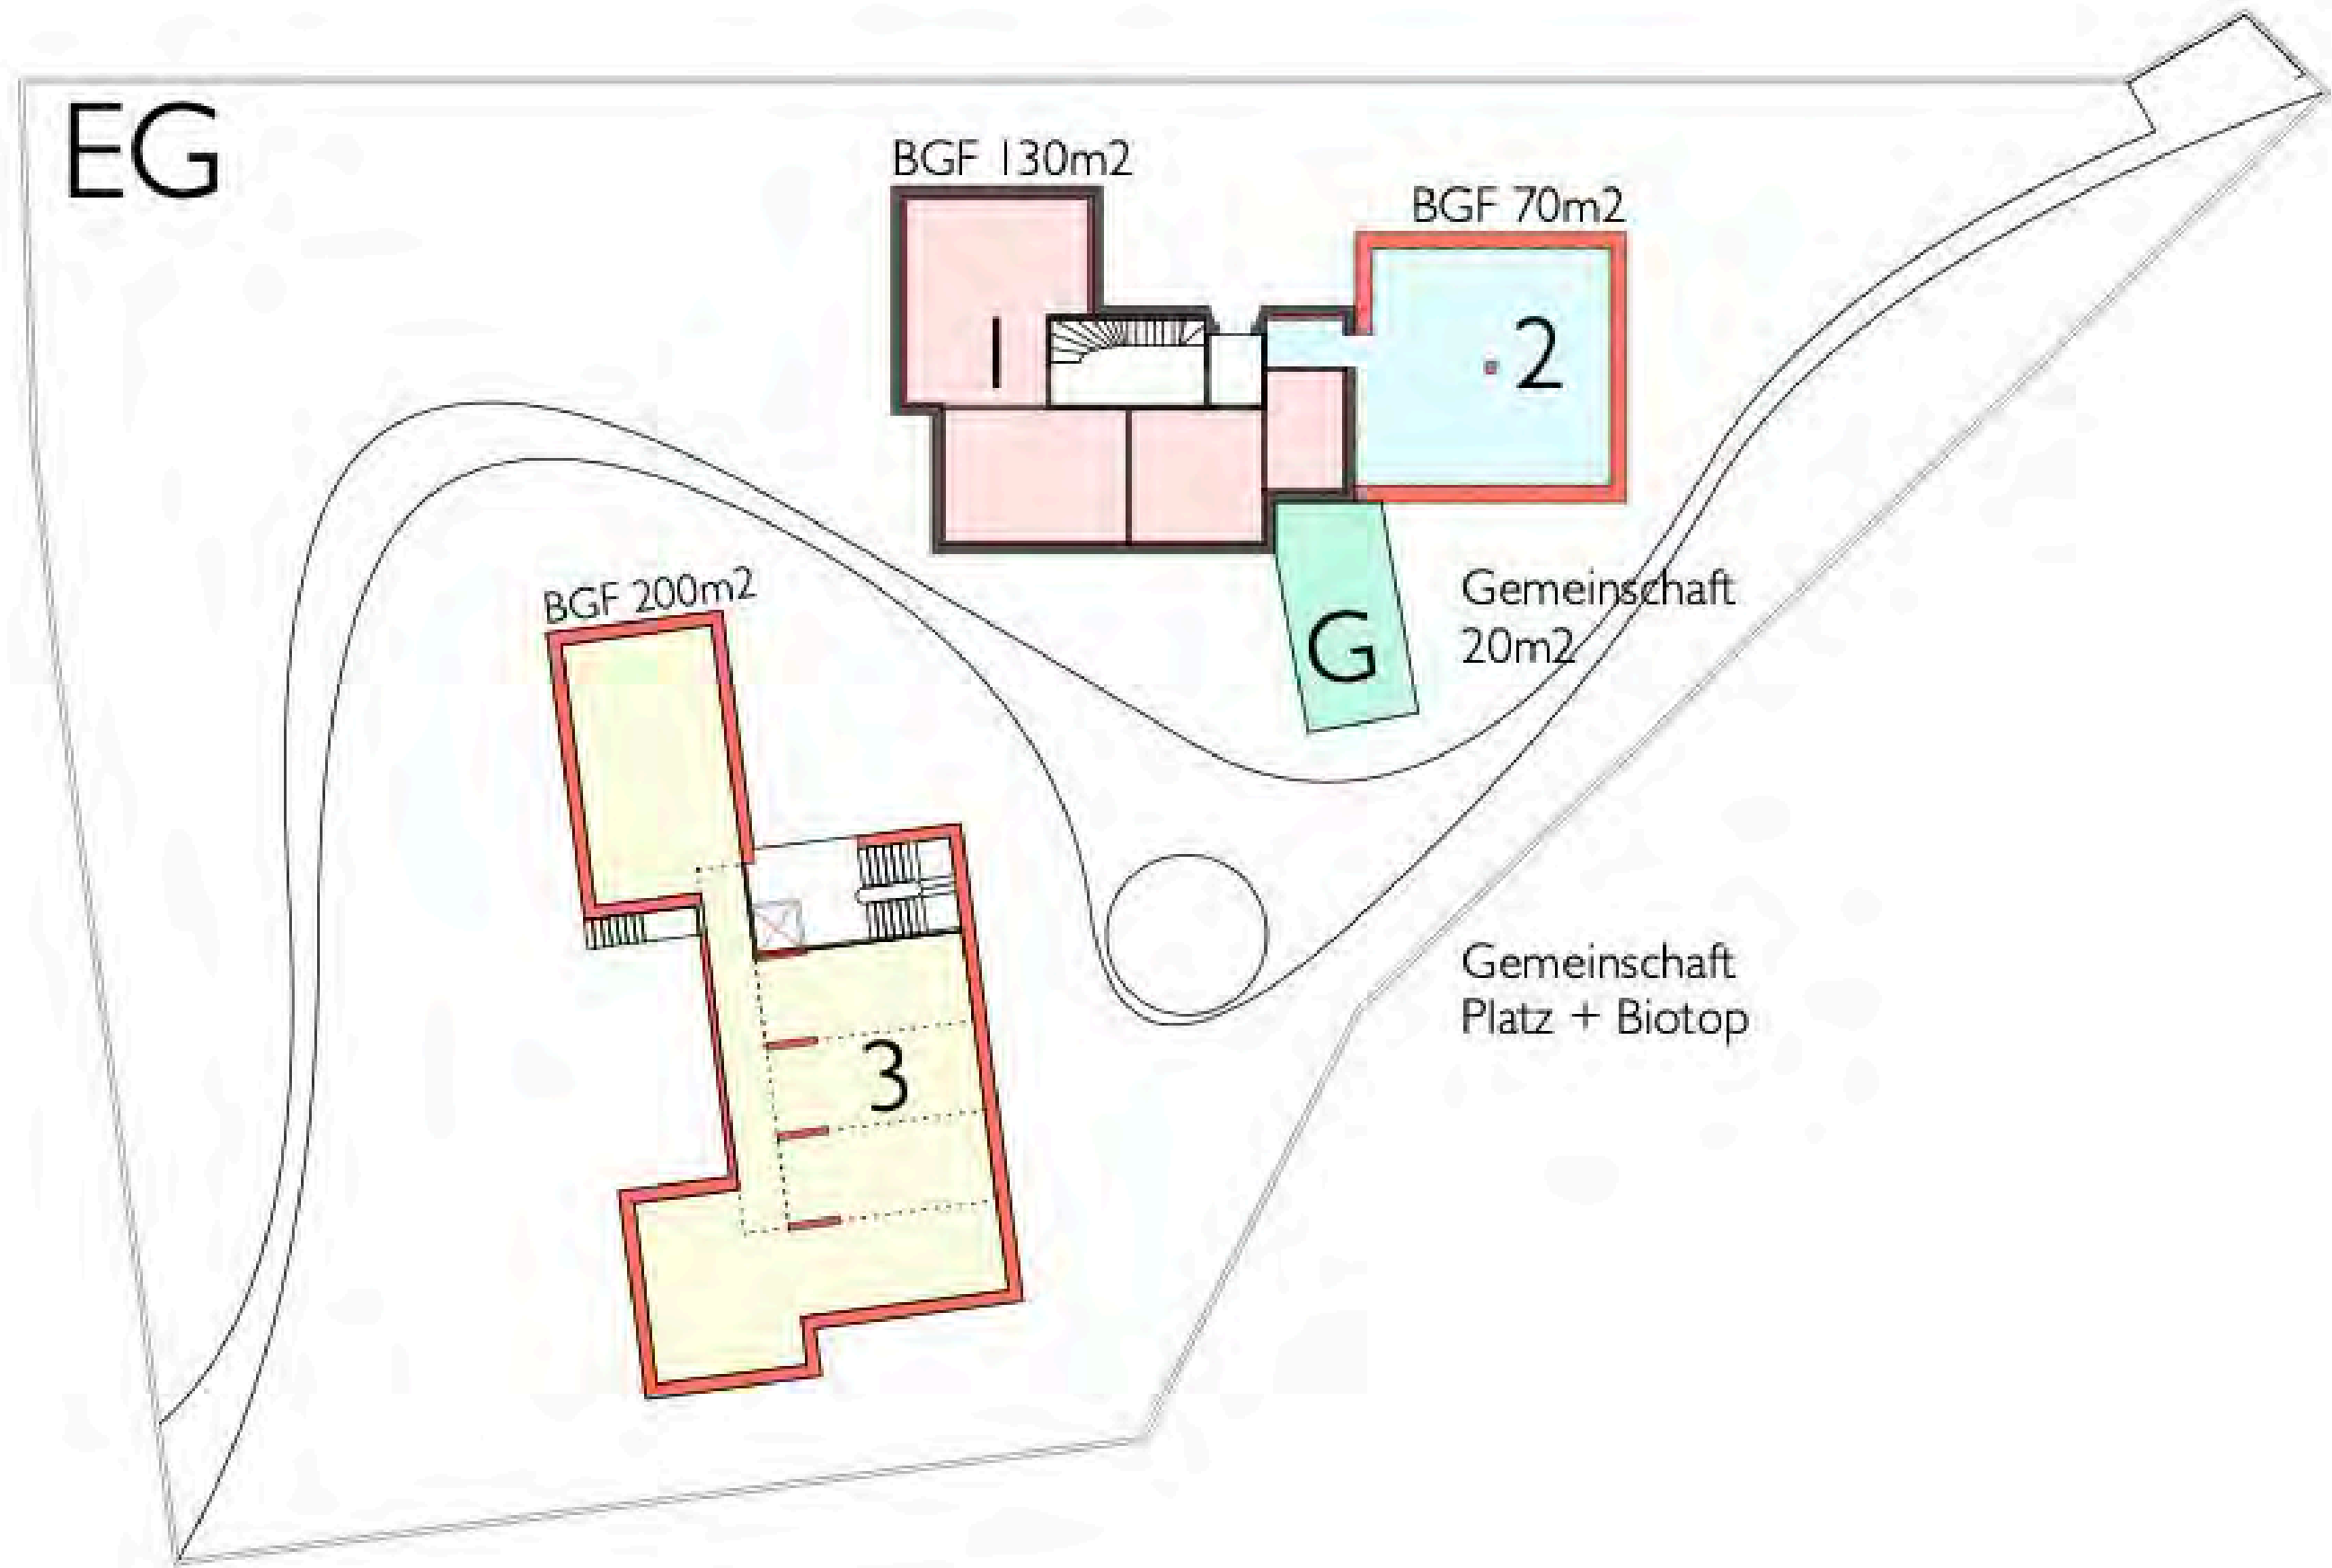 EG
BGF 130m2
BGF 70m2
1
2
BGF 200m2
Gemeinschaft
20m2
G
Gemeinschaft
Platz + Biotop
3